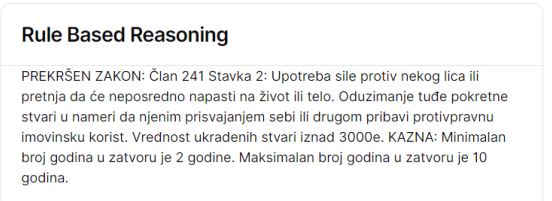 Rule Based Reasoning
PREKRŠEN ZAKON: Član 241 Stavka 2: Upotreba sile protiv nekog lica ili
pretnja da će neposredno napasti na život ili telo. Oduzimanje tuđe pokretne
stvari u nameri da njenim prisvajanjem sebi ili drugom pribavi protivpravnu
imovinsku korist. Vrednost ukradenih stvari iznad 3000e. KAZNA: Minimalan
broj godina u zatvoru je 2 godine. Maksimalan broj godina u zatvoru je 10
godina.